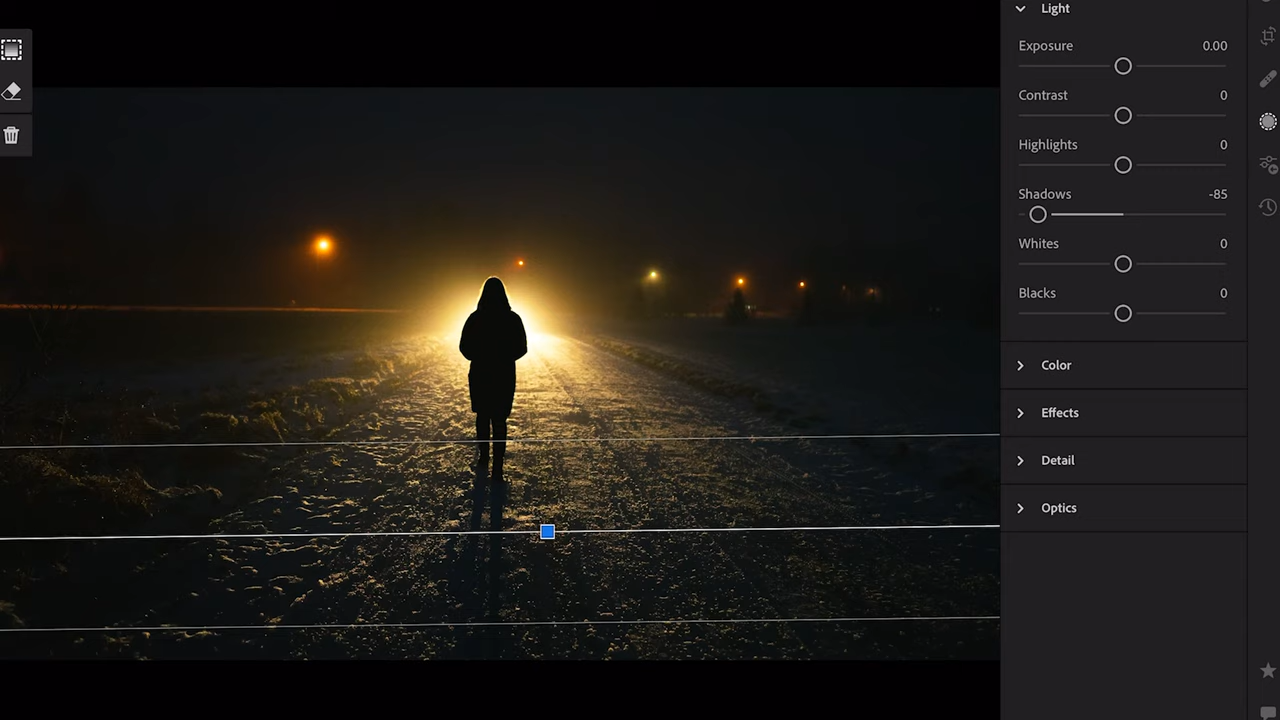 Light
Exposure 0.00
Contrast 0
Highlights 0
Shadows -85
Whites 0
Blacks 0
Color
Effects
Detail
Optics